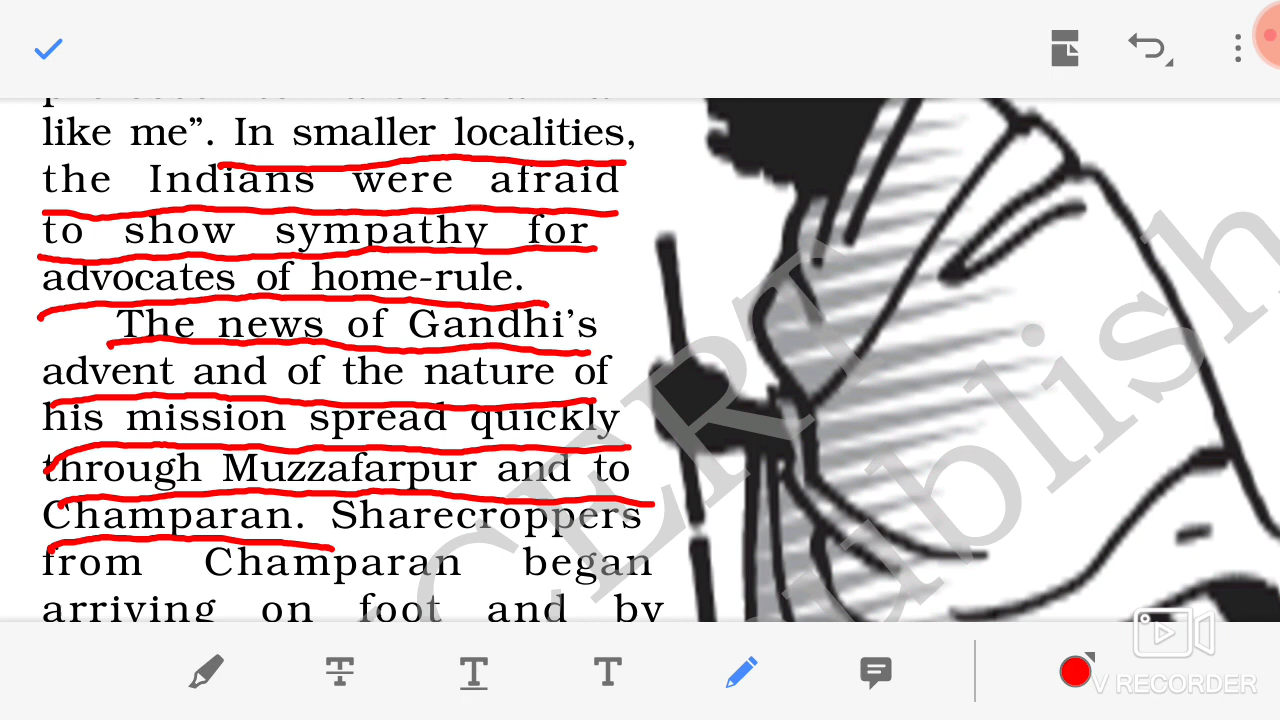 like me”. In smaller localities,
the Indians were afraid
to show sympathy for
advocates of home-rule.
The news of Gandhi’s
advent and of the nature of
his mission spread quickly
through Muzzafarpur and to
Champaran. Sharecroppers
from Champaran began
arriving on foot and by
CERT
ublish
V RECORDER